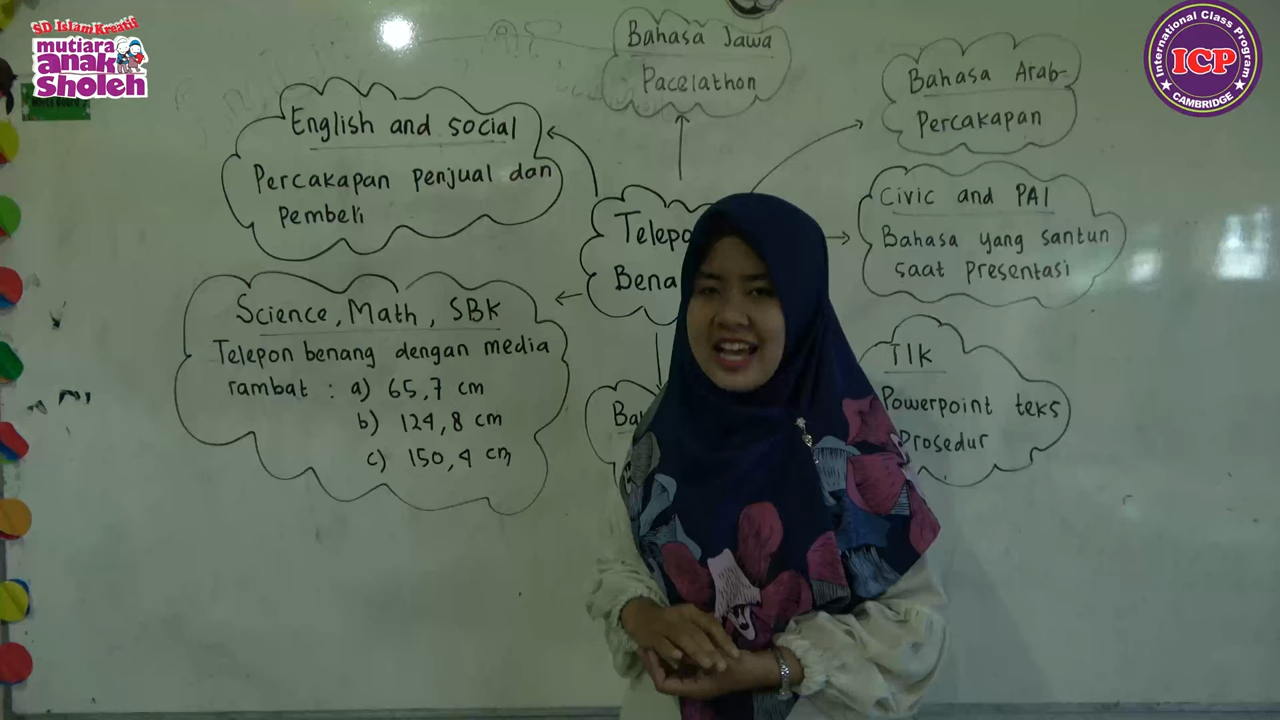 SD Islam Kreatif
mutiara
anak
sholeh
International Class Program
ICP
CAMBRIDGE
Bahasa Jawa
Pacelathon
Bahasa Arab
Percakapan
English and social
Percakapan penjual dan
pembeli
Civic and PAI
Bahasa yang santun
saat presentasi
Science, Math, SBK
Telepon benang dengan media
rambat : a) 65,7 cm
b) 124,8 cm
c) 150,4 cm
TIK
Powerpoint teks
Prosedur